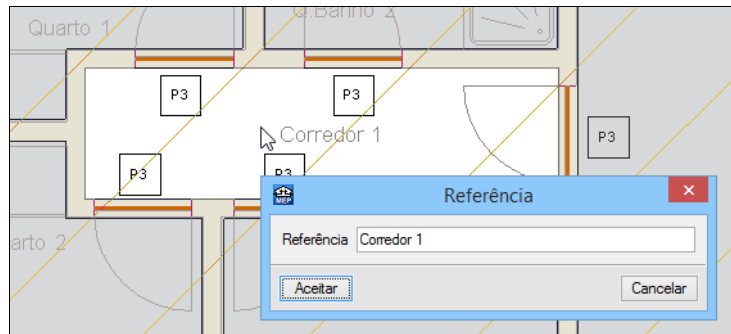 Quarto 1
Q.Banho 2
P3
P3
Corredor 1
P3
P3
P3
MEP
Referência
Referência
Corredor 1
arto 2
Aceitar
Cancelar